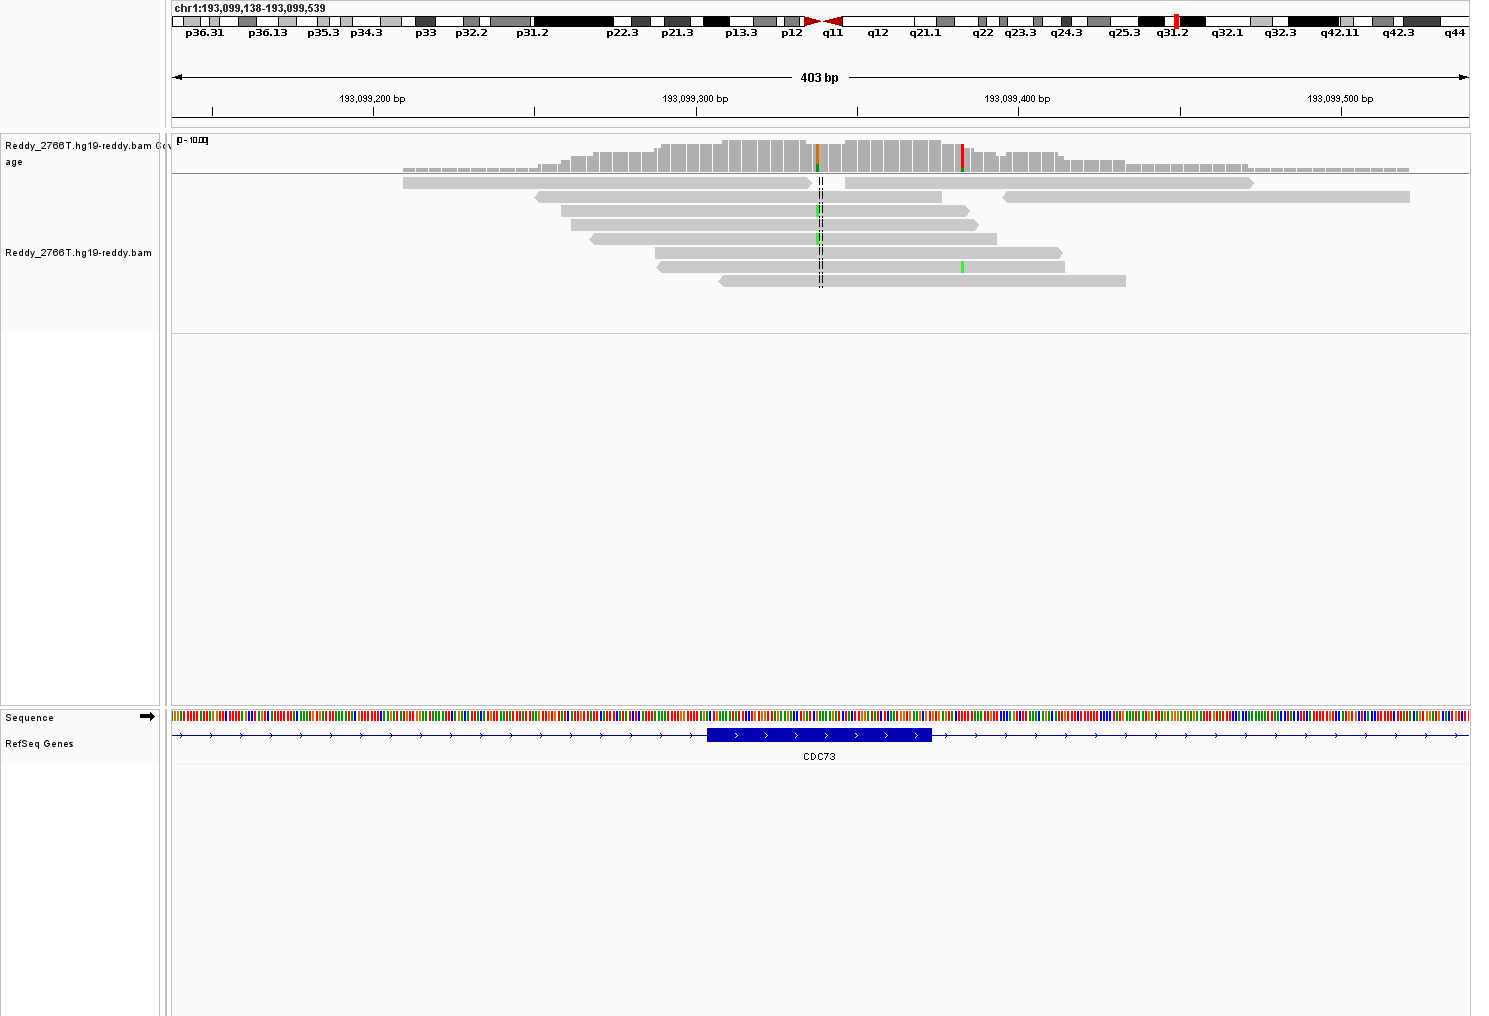 chr1:193,099,138-193,099,539
p36.31 p36.13 p35.3 p34.3 p33 p32.2 p31.2 p22.3 p21.3 p13.3 p12 q11 q12 q21.1 q22 q23.3 q24.3 q25.3 q31.2 q32.1 q32.3 q42.11 q42.3 q44
403 bp
193,099,200 bp 193,099,300 bp 193,099,400 bp 193,099,500 bp
Reddy_2766T.hg19-reddy.bam Cov
age
[0 - 10.00]
Reddy_2766T.hg19-reddy.bam
Sequence
RefSeq Genes
CDC73